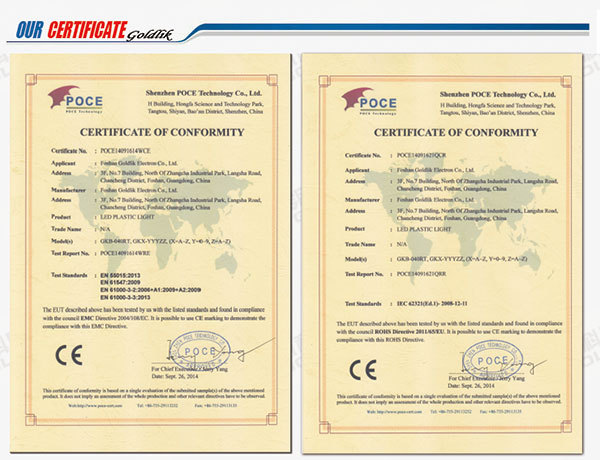 OUR CERTIFICATE Goldlik
POCE
POCE Technology
Shenzhen POCE Technology Co., Ltd.
H Building, Hongfa Science and Technology Park,
Tangtou, Shiyan, Bao'an District, Shenzhen, China
CERTIFICATE OF CONFORMITY
Certificate No. : POCE14091614WCE
Applicant : Foshan Goldlik Electron Co., Ltd.
Address : 3F, No.7 Building, North Of Zhangcha Industrial Park, Langsha Road,
Chancheng District, Foshan, Guangdong, China
Manufacturer : Foshan Goldlik Electron Co., Ltd.
Address : 3F, No.7 Building, North Of Zhangcha Industrial Park, Langsha Road,
Chancheng District, Foshan, Guangdong, China
Product : LED PLASTIC LIGHT
Trade Name : N/A
Model(s) : GKB-040RT, GKX-YYYZZ, (X=A-Z, Y=0-9, Z=A-Z)
Test Report No. : POCE14091614WRE
Test Standards : EN 55015:2013
EN 61547:2009
EN 61000-3-2:2006+A1:2009+A2:2009
EN 61000-3-3:2013
The EUT described above has been tested by us with the listed standards and found in compliance
with the council EMC Directive 2004/108/EC. It is possible to use CE marking to demonstrate
the compliance with this EMC Directive.
CE
POCE
For Chief Executive / Jerry Yang
Date: Sept. 26, 2014
This certificate of conformity is based on a single evaluation of the submitted sample(s) of the above mentioned
product. It does not imply an assessment of the whole production and other relevant directives have to be observed.
Web:http://www.poce-cert.com Tel: +86-755-29113252 Fax: +86-755-29113135
POCE
POCE Technology
Shenzhen POCE Technology Co., Ltd.
H Building, Hongfa Science and Technology Park,
Tangtou, Shiyan, Bao'an District, Shenzhen, China
CERTIFICATE OF CONFORMITY
Certificate No. : POCE14091621QCR
Applicant : Foshan Goldlik Electron Co., Ltd.
Address : 3F, No.7 Building, North Of Zhangcha Industrial Park, Langsha Road,
Chancheng District, Foshan, Guangdong, China
Manufacturer : Foshan Goldlik Electron Co., Ltd.
Address : 3F, No.7 Building, North Of Zhangcha Industrial Park, Langsha Road,
Chancheng District, Foshan, Guangdong, China
Product : LED PLASTIC LIGHT
Trade Name : N/A
Model(s) : GKB-040RT, GKX-YYYZZ, (X=A-Z, Y=0-9, Z=A-Z)
Test Report No. : POCE14091621QRR
Test Standards : IEC 62321(Ed.1)- 2008-12-11
The EUT described above has been tested by us with the listed standards and found in compliance
with the council ROHS Directive 2011/65/EU. It is possible to use CE marking to demonstrate the
compliance with this ROHS Directive.
CE
POCE
For Chief Executive / Jerry Yang
Date: Sept. 26, 2014
This certificate of conformity is based on a single evaluation of the submitted sample(s) of the above mentioned
product. It does not imply an assessment of the whole production and other relevant directives have to be observed.
Web:http://www.poce-cert.com Tel: +86-755-29113252 Fax: +86-755-29113135